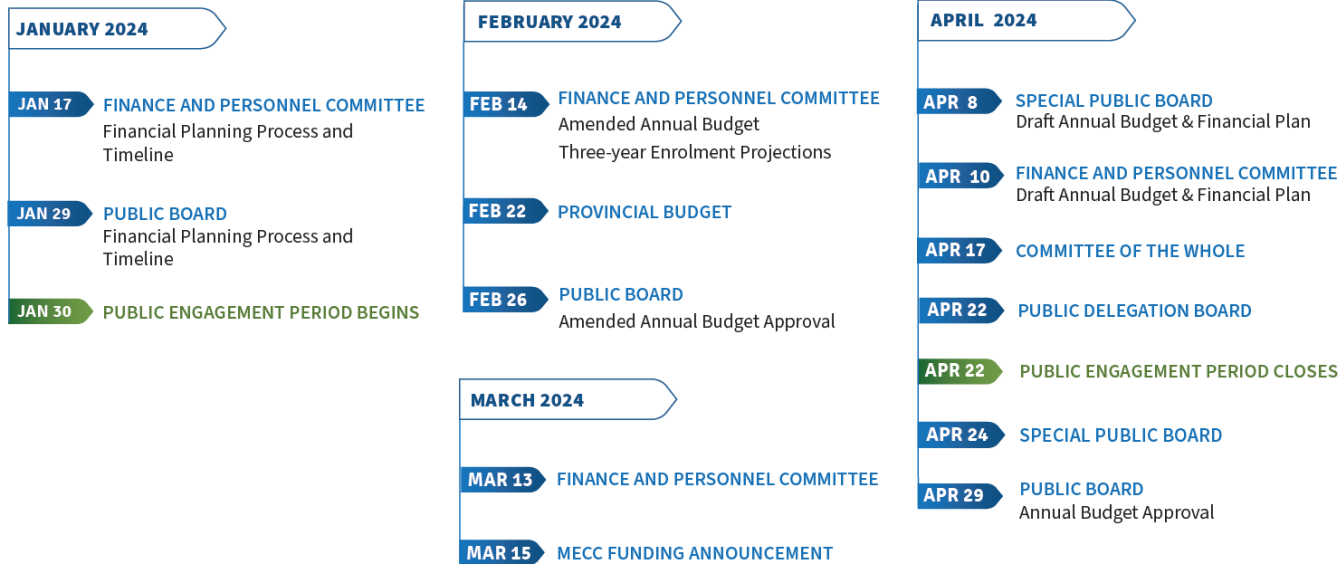 JANUARY 2024
JAN 17
FINANCE AND PERSONNEL COMMITTEE
Financial Planning Process and
Timeline
JAN 29
PUBLIC BOARD
Financial Planning Process and
Timeline
JAN 30
PUBLIC ENGAGEMENT PERIOD BEGINS
FEBRUARY 2024
FEB 14
FINANCE AND PERSONNEL COMMITTEE
Amended Annual Budget
Three-year Enrolment Projections
FEB 22
PROVINCIAL BUDGET
FEB 26
PUBLIC BOARD
Amended Annual Budget Approval
MARCH 2024
MAR 13
FINANCE AND PERSONNEL COMMITTEE
MAR 15
MECC FUNDING ANNOUNCEMENT
APRIL 2024
APR 8
SPECIAL PUBLIC BOARD
Draft Annual Budget & Financial Plan
APR 10
FINANCE AND PERSONNEL COMMITTEE
Draft Annual Budget & Financial Plan
APR 17
COMMITTEE OF THE WHOLE
APR 22
PUBLIC DELEGATION BOARD
APR 22
PUBLIC ENGAGEMENT PERIOD CLOSES
APR 24
SPECIAL PUBLIC BOARD
APR 29
PUBLIC BOARD
Annual Budget Approval